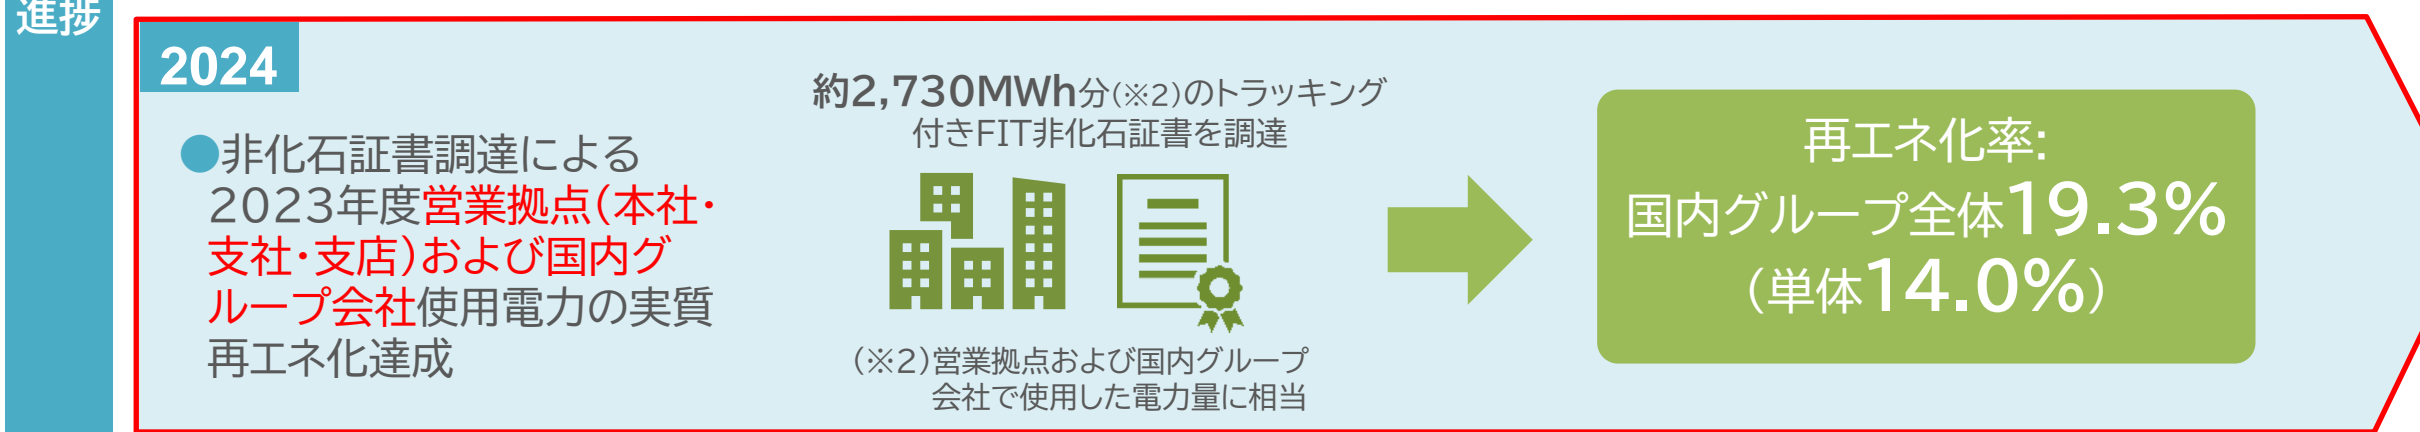 進捗
2024
●非化石証書調達による
2023年度営業拠点(本社・
支社・支店)および国内グ
ループ会社使用電力の実質
再エネ化達成
約2,730MWh分(※2)のトラッキング
付きFIT非化石証書を調達
(※2)営業拠点および国内グループ
会社で使用した電力量に相当
再エネ化率:
国内グループ全体19.3%
(単体14.0%)